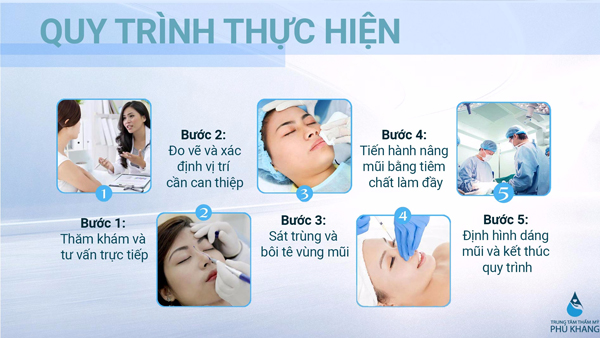 QUY TRÌNH THỰC HIỆN
1
Bước 1:
Thăm khám và
tư vấn trực tiếp
Bước 2:
Đo vẽ và xác
định vị trí
cần can thiệp
2
3
Bước 3:
Sát trùng và
bôi tê vùng mũi
Bước 4:
Tiến hành nâng
mũi bằng tiêm
chất làm đầy
4
5
Bước 5:
Định hình dáng
mũi và kết thúc
quy trình
TRUNG TÂM THẨM MỸ
PHÚ KHANG